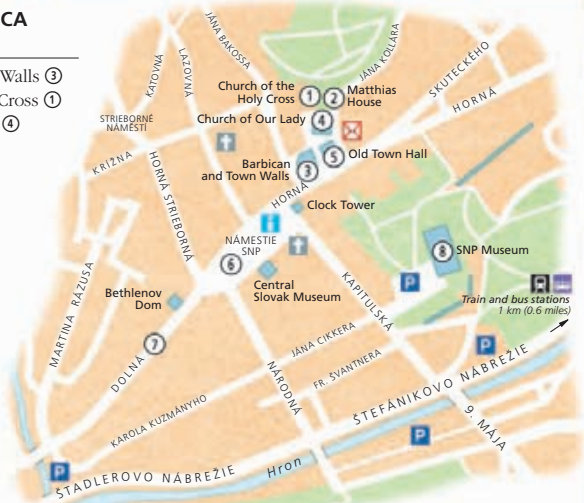 CA
Walls ③
Cross ①
④
JÁNA BAKOSSA
LAZOVNÁ
KATOVNÁ
STRIEBORNÉ
NÁMESTÍ
KRÍŽNA
HORNÁ STRIEBORNÁ
JÁNA KOLLÁRA
SKUTECKÉHO
HORNÁ
Church of the
Holy Cross ①
② Matthias
House
Church of Our Lady
④
Barbican
and Town Walls
③
⑤ Old Town Hall
HORNÁ
Clock Tower
i
NÁMESTIE
SNP
⑥
Central
Slovak Museum
⑧ SNP Museum
P
Train and bus stations
1 km (0.6 miles)
Bethlenov
Dom
MARTINA RÁZUSA
DOLNÁ
⑦
KAPITULSKÁ
JÁNA CIKKERA
FR. ŠVANTNERA
P
NÁRODNÁ
KAROLA KUZMÁNYHO
ŠTEFÁNIKOVO NÁBREŽIE
9. MÁJA
P
P
ŠTADLEROVO NÁBREŽIE
Hron